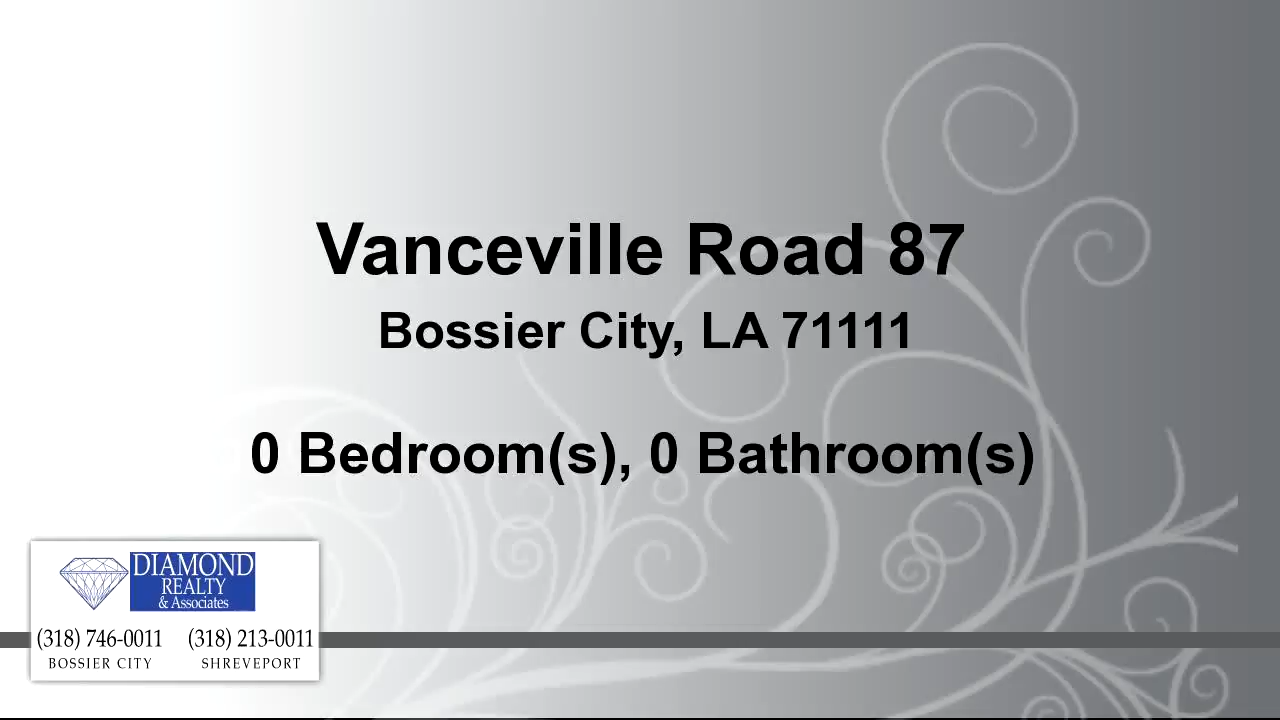 Vanceville Road 87
Bossier City, LA 71111
0 Bedroom(s), 0 Bathroom(s)
DIAMOND
REALTY
& Associates
(318) 746-0011 (318) 213-0011
BOSSIER CITY SHREVEPORT